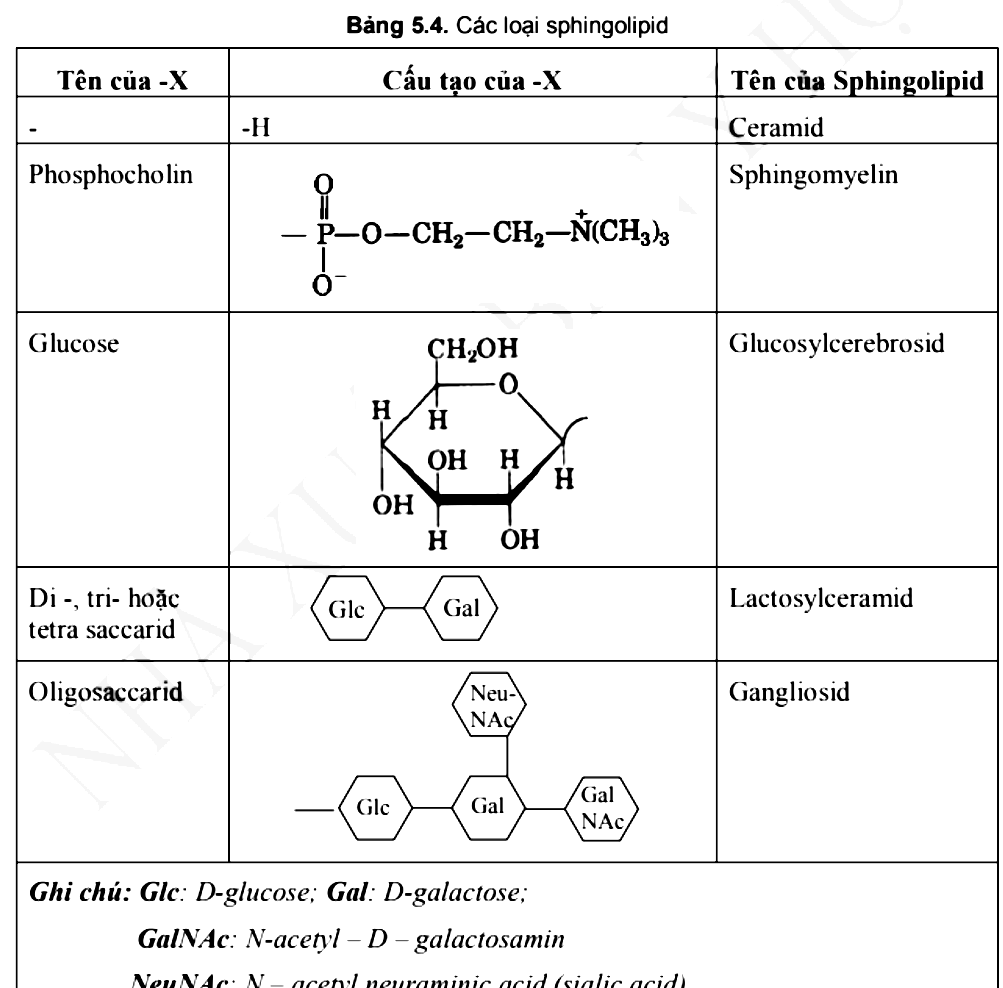 Bảng 5.4. Các loại sphingolipid
Tên của -X Cấu tạo của -X Tên của Sphingolipid
- -H Ceramid
Phosphocholin Sphingomyelin
O
— P—O—CH₂—CH₂—N(CH₃)₃
+
O⁻
Glucose Glucosylcerebrosid
CH₂OH
O
H H
OH H H
OH
H OH
Di -, tri- hoặc
tetra saccarid
Glc Gal
Lactosylceramid
Oligosaccarid Gangliosid
Neu-
NAc
Glc Gal Gal
NAc
Ghi chú: Glc: D-glucose; Gal: D-galactose;
GalNAc: N-acetyl – D – galactosamin
NeuNAc: N – acetyl neuraminic acid (sialic acid)